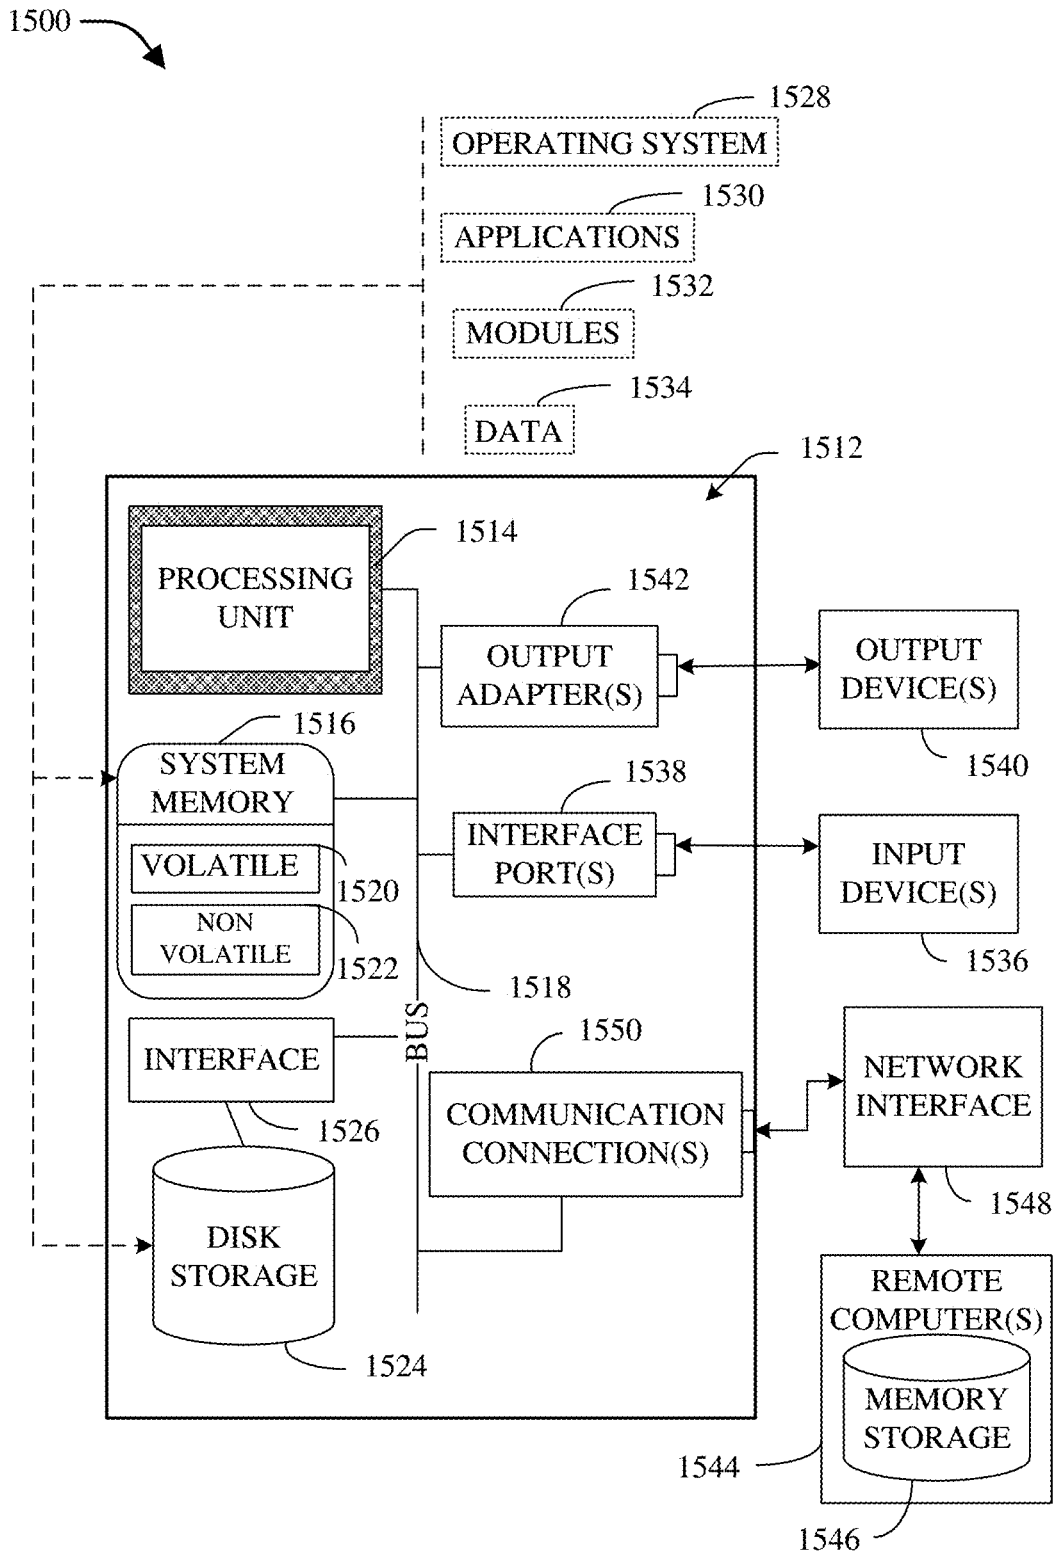 1500
1528
OPERATING SYSTEM
1530
APPLICATIONS
1532
MODULES
1534
DATA
1512
1514
PROCESSING
UNIT
1542
OUTPUT
ADAPTER(S)
OUTPUT
DEVICE(S)
1540
1516
SYSTEM
MEMORY
VOLATILE
1520
NON
VOLATILE
1522
1538
INTERFACE
PORT(S)
INPUT
DEVICE(S)
1536
1518
BUS
INTERFACE
1526
1550
COMMUNICATION
CONNECTION(S)
NETWORK
INTERFACE
1548
DISK
STORAGE
1524
REMOTE
COMPUTER(S)
MEMORY
STORAGE
1544
1546